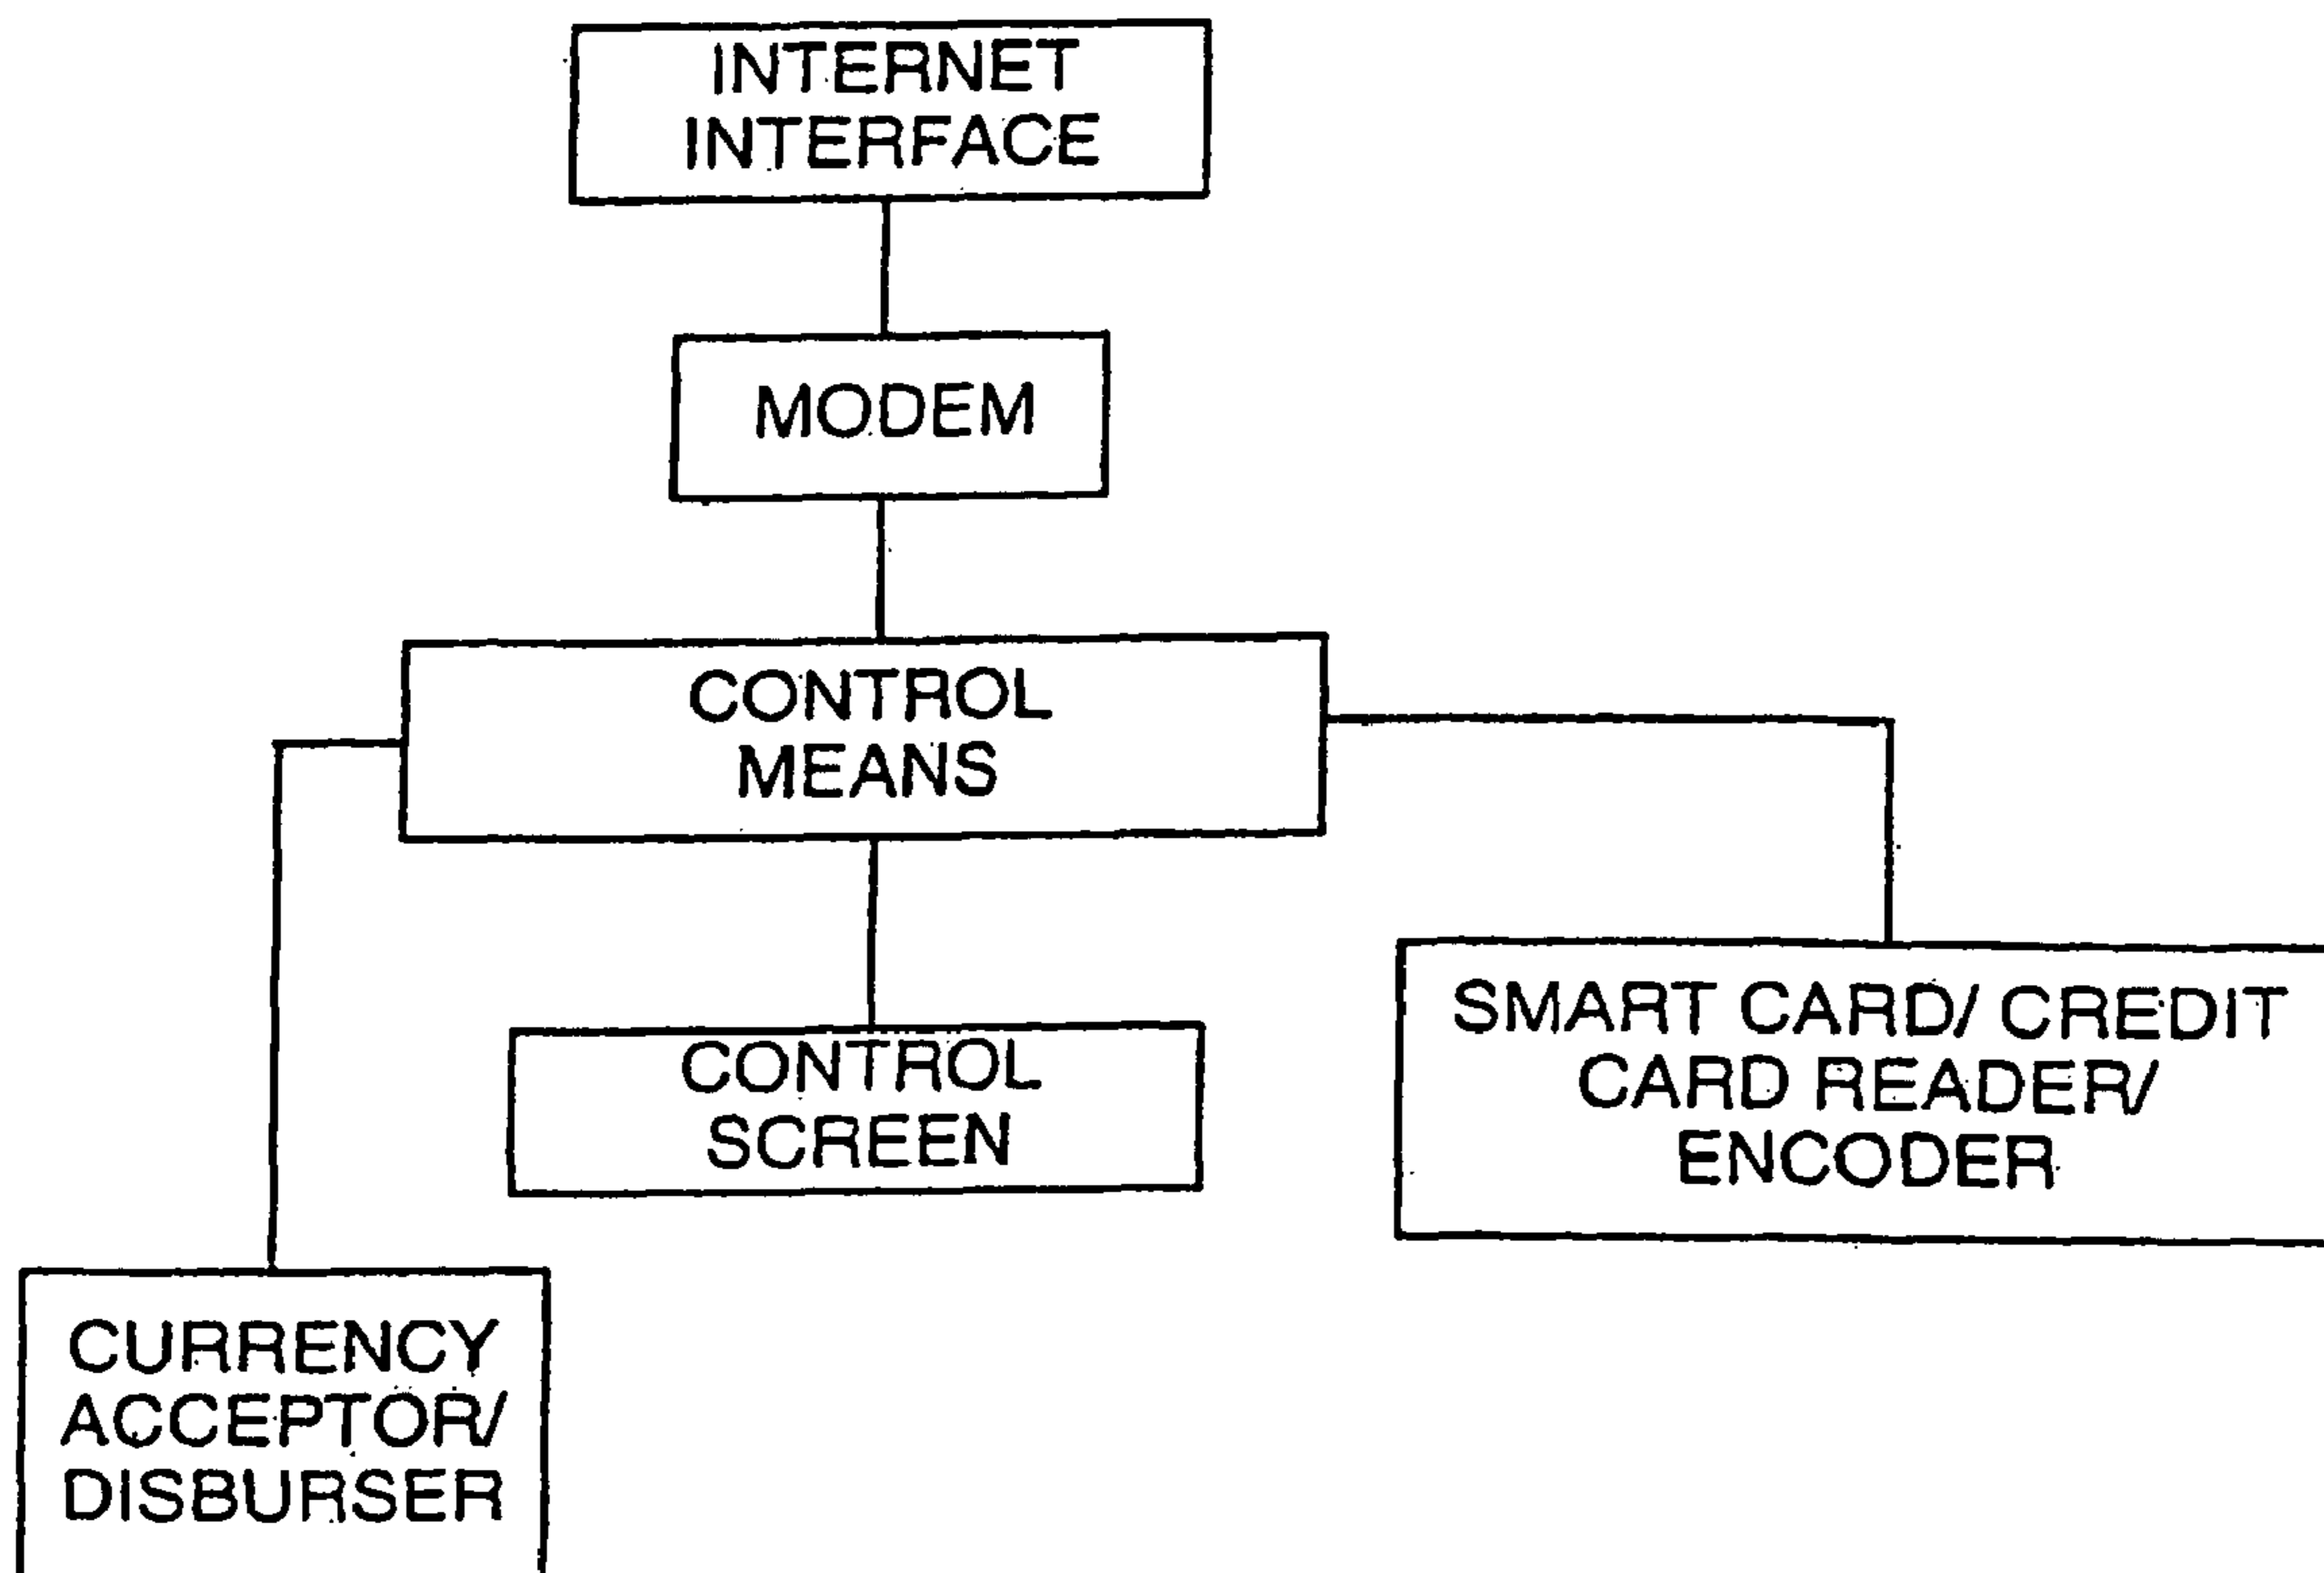 INTERNET
INTERFACE
MODEM
CONTROL
MEANS
CONTROL
SCREEN
SMART CARD/ CREDIT
CARD READER/
ENCODER
CURRENCY
ACCEPTOR/
DISBURSER